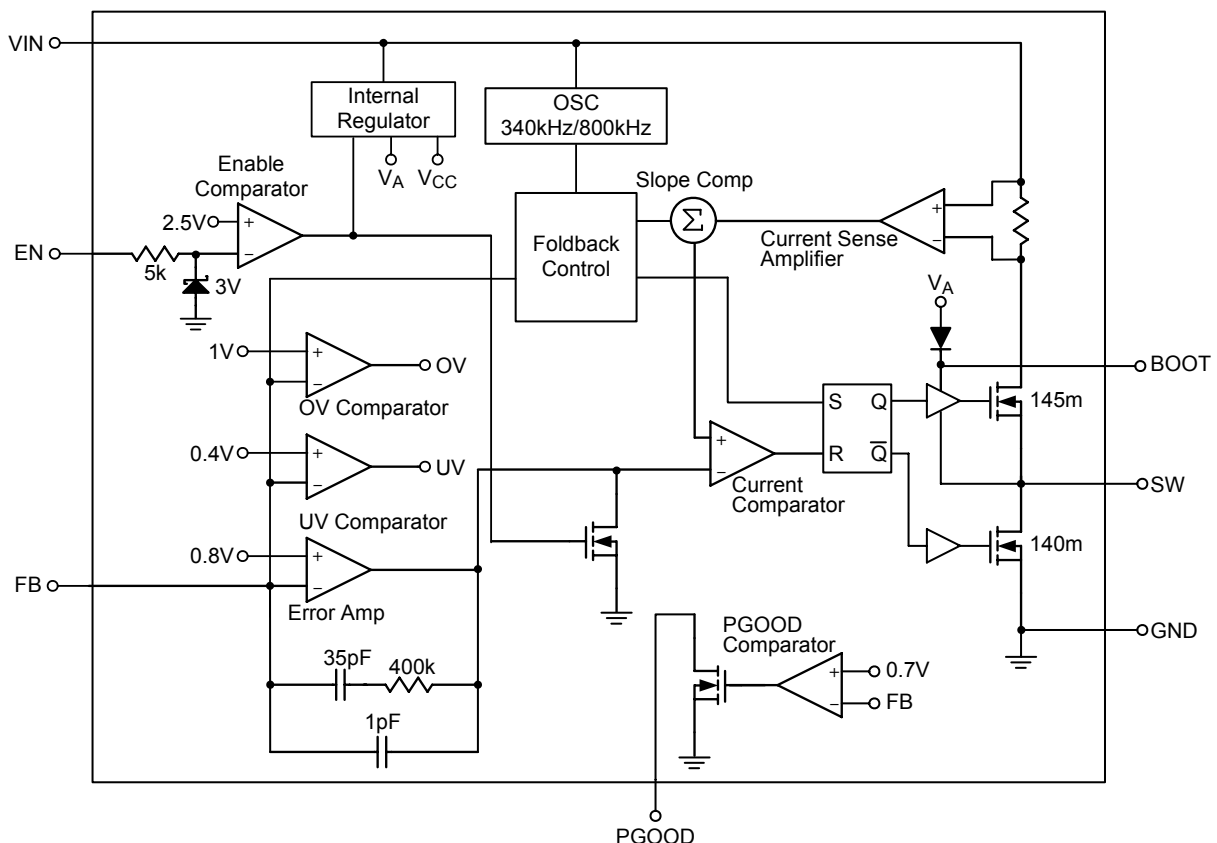 VIN
Internal
Regulator
OSC
340kHz/800kHz
VA
VCC
Enable
Comparator
2.5V
+
−
EN
5k
3V
Foldback
Control
Slope Comp
Σ
+
−
Current Sense
Amplifier
VA
BOOT
1V
+
−
OV
OV Comparator
S
Q
R
Q
145m
0.4V
+
−
UV
UV Comparator
+
−
Current
Comparator
SW
0.8V
+
−
FB
Error Amp
140m
GND
35pF
400k
1pF
PGOOD
Comparator
+
−
0.7V
FB
PGOOD